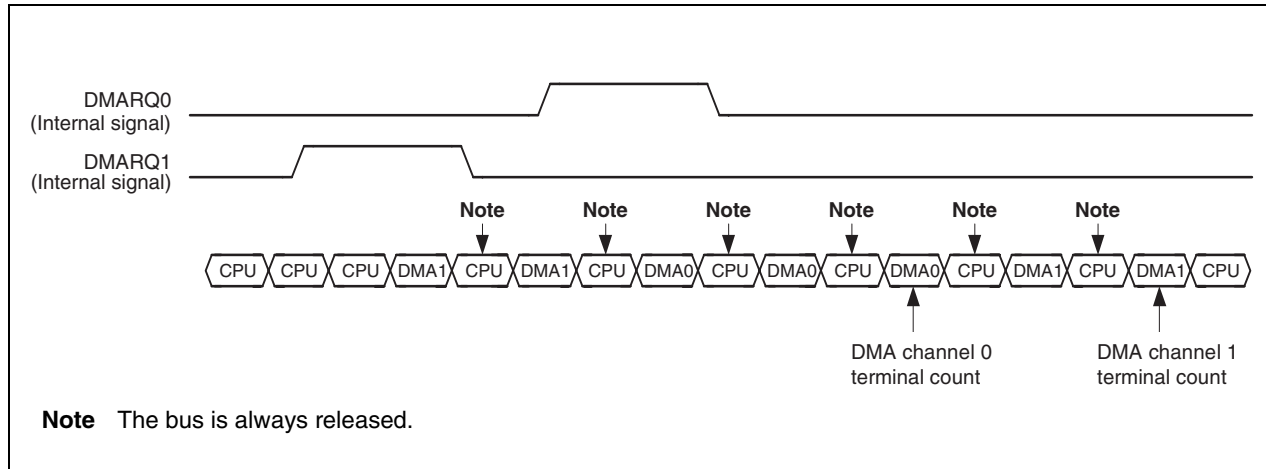 DMARQ0
(Internal signal)
DMARQ1
(Internal signal)
Note Note Note Note Note Note
CPU CPU CPU DMA1 CPU DMA1 CPU DMA0 CPU DMA0 CPU DMA0 CPU DMA1 CPU DMA1 CPU
DMA channel 0
terminal count
DMA channel 1
terminal count
Note The bus is always released.